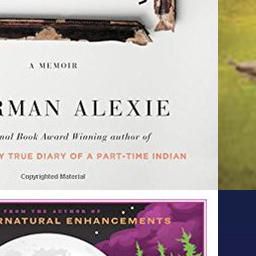 A MEMOIR
RMAN ALEXIE
nal Book Award Winning author of
Y TRUE DIARY OF A PART-TIME INDIAN
Copyrighted Material
FROM THE AUTHOR OF
RNATURAL ENHANCEMENTS